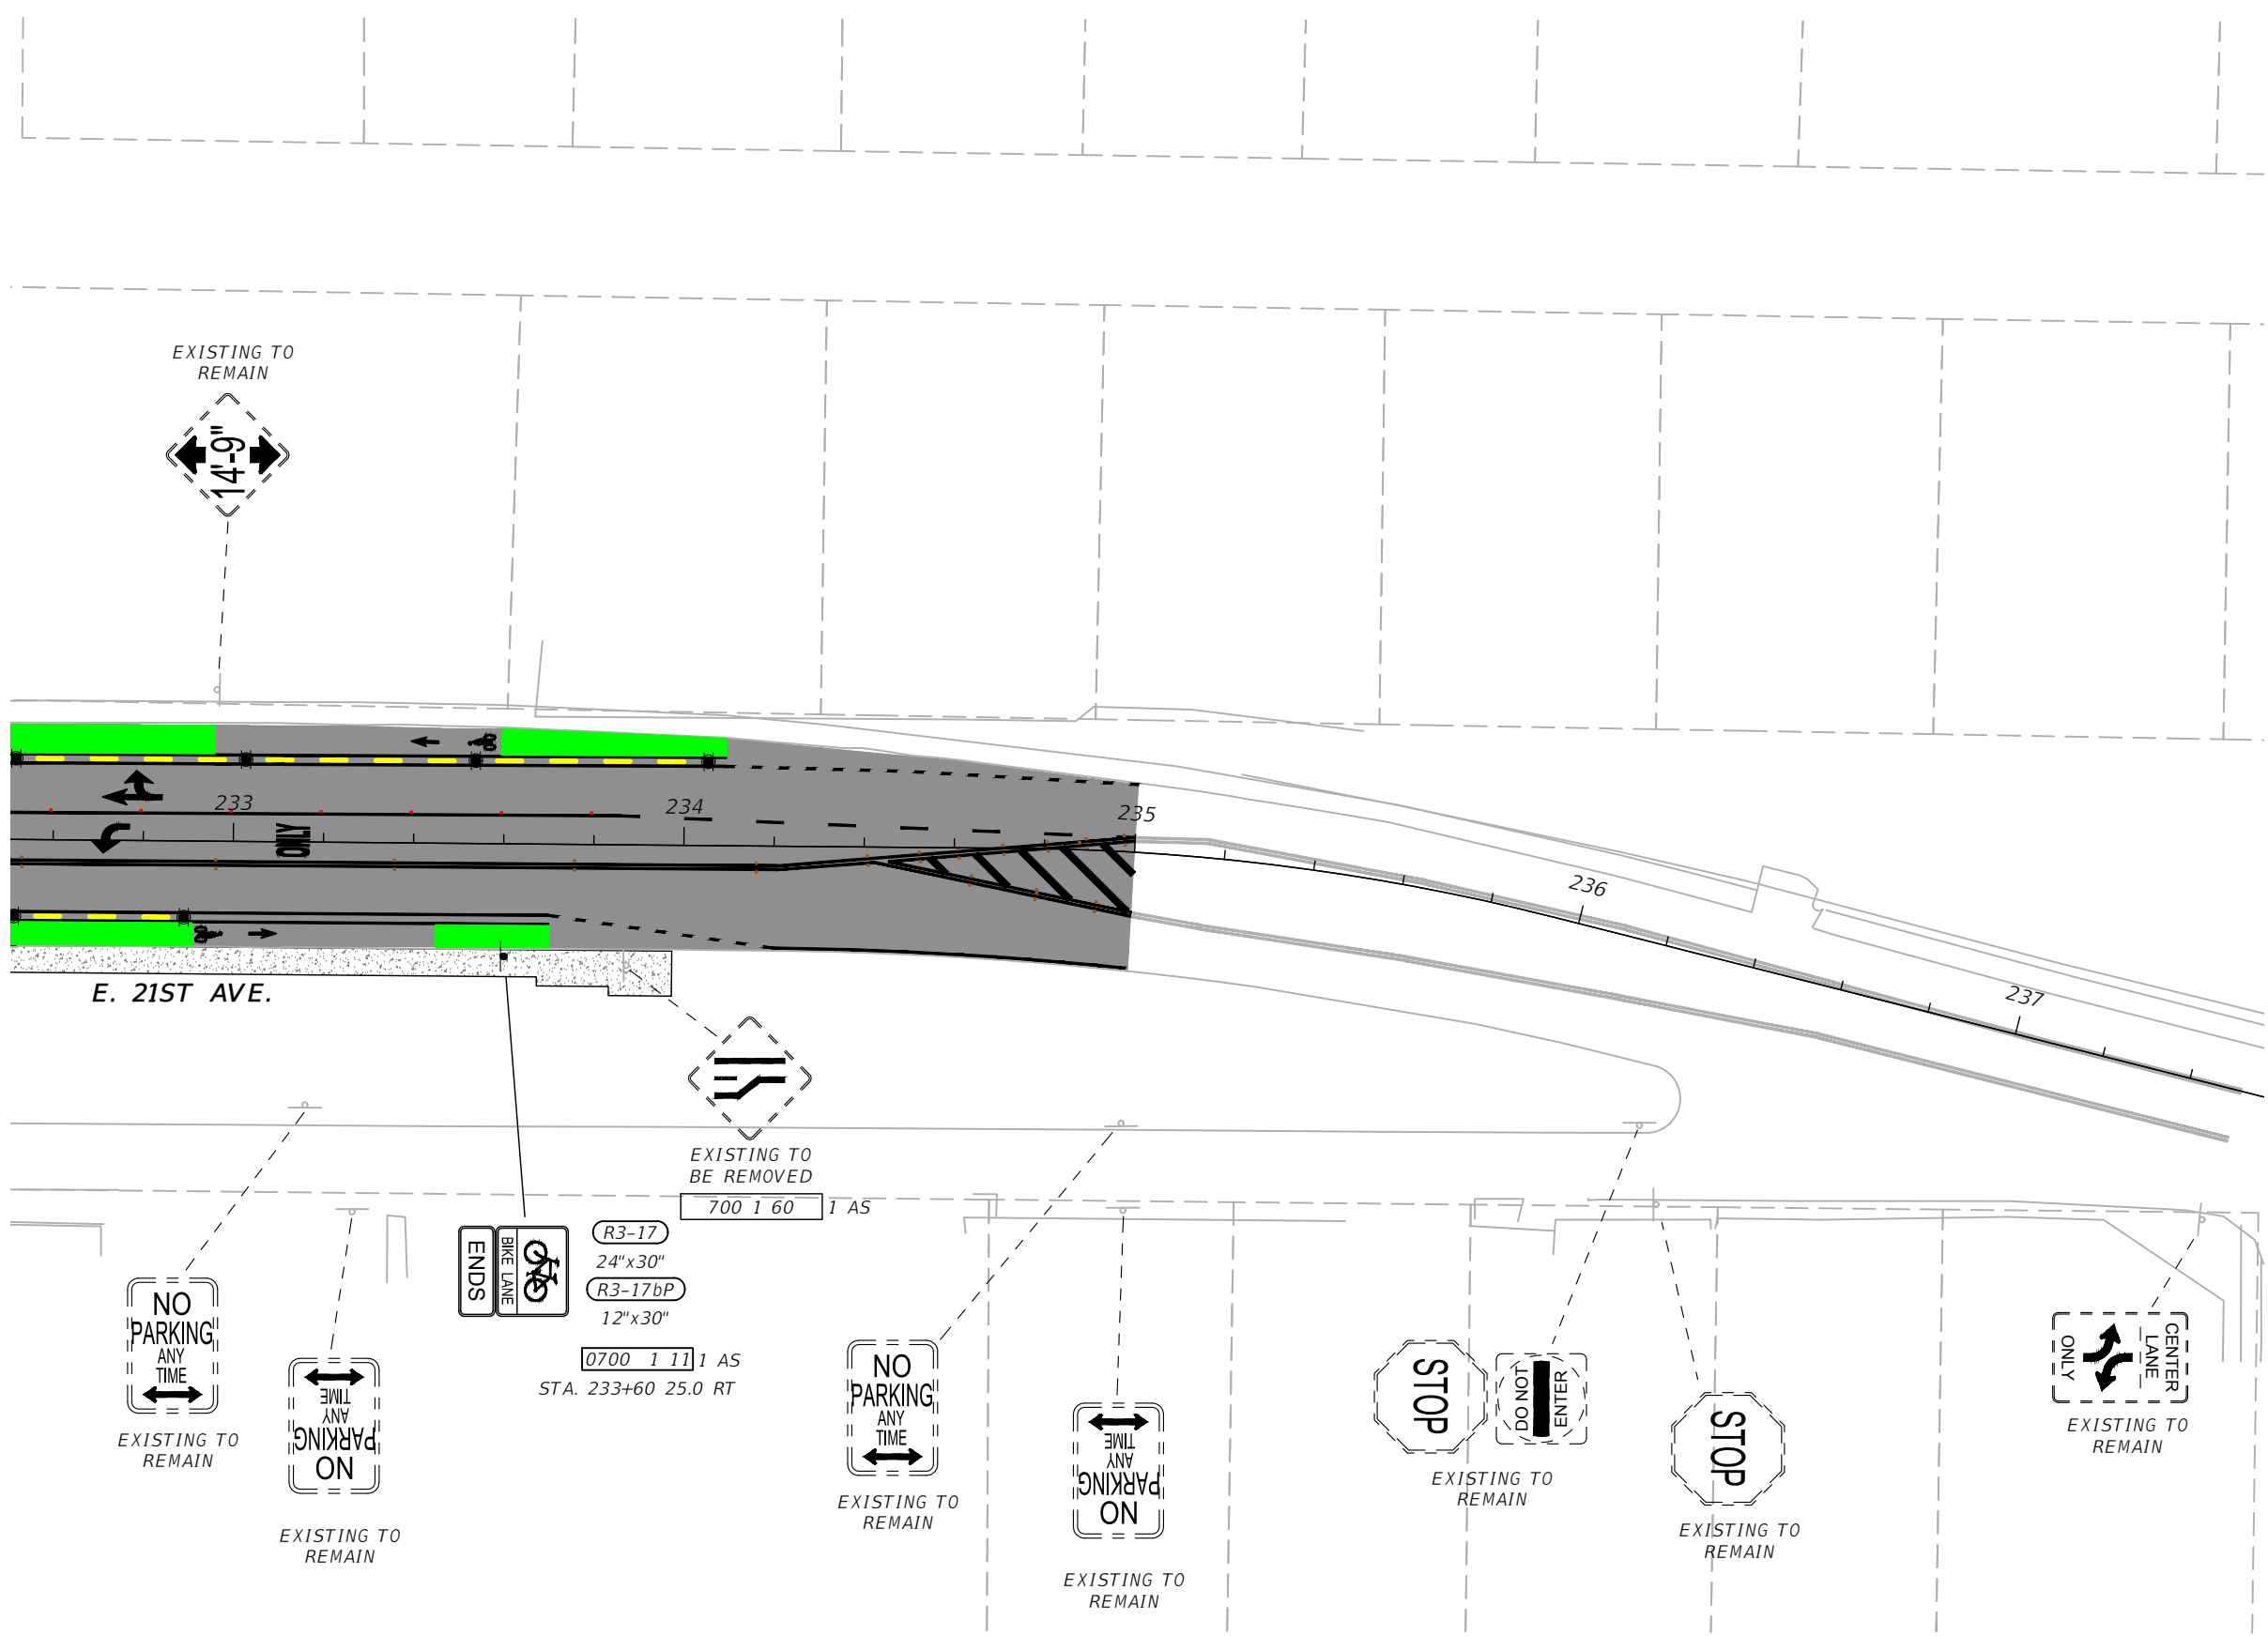 EXISTING TO
REMAIN
14'-9"
233
234
235
236
237
ONLY
E. 21ST AVE.
EXISTING TO
BE REMOVED
700 1 60 1 AS
R3-17
24"x30"
R3-17bP
12"x30"
0700 1 11 1 AS
STA. 233+60 25.0 RT
BIKE LANE
ENDS
NO
PARKING
ANY
TIME
EXISTING TO
REMAIN
NO
PARKING
ANY
TIME
EXISTING TO
REMAIN
NO
PARKING
ANY
TIME
EXISTING TO
REMAIN
NO
PARKING
ANY
TIME
EXISTING TO
REMAIN
STOP
DO NOT
ENTER
EXISTING TO
REMAIN
STOP
EXISTING TO
REMAIN
CENTER
LANE
ONLY
EXISTING TO
REMAIN